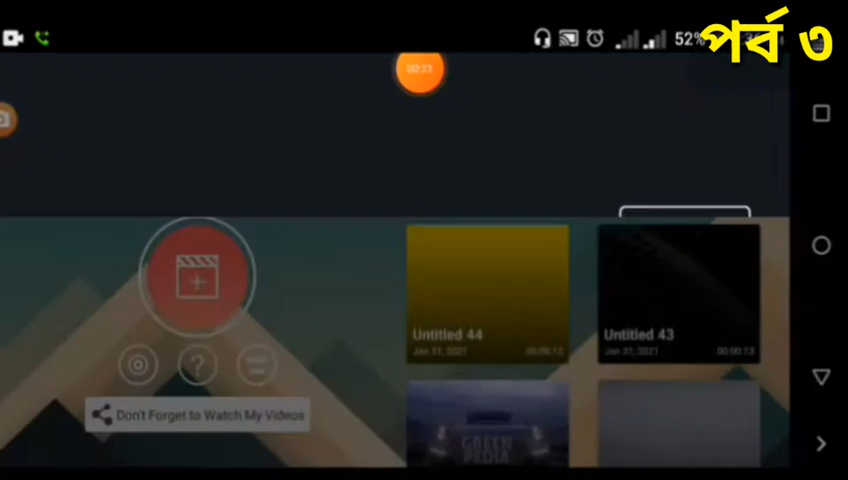 52%
পর্ব ৩
00:21
Untitled 44
Jan 31, 2021
00:00:12
Untitled 43
Jan 31, 2021
00:00:13
?
Don't Forget to Watch My Videos
GREEN
PEDIA